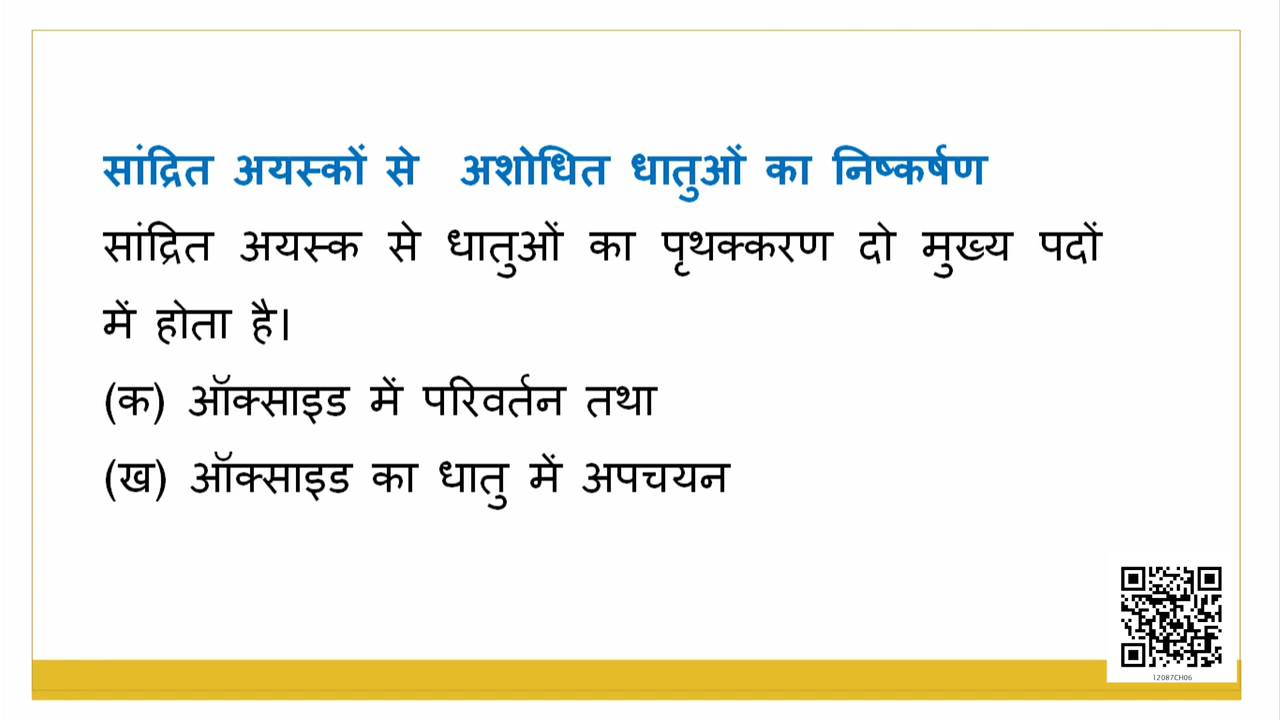 सांद्रित अयस्कों से अशोधित धातुओं का निष्कर्षण
सांद्रित अयस्क से धातुओं का पृथक्करण दो मुख्य पदों
में होता है।
(क) ऑक्साइड में परिवर्तन तथा
(ख) ऑक्साइड का धातु में अपचयन
12087CH06